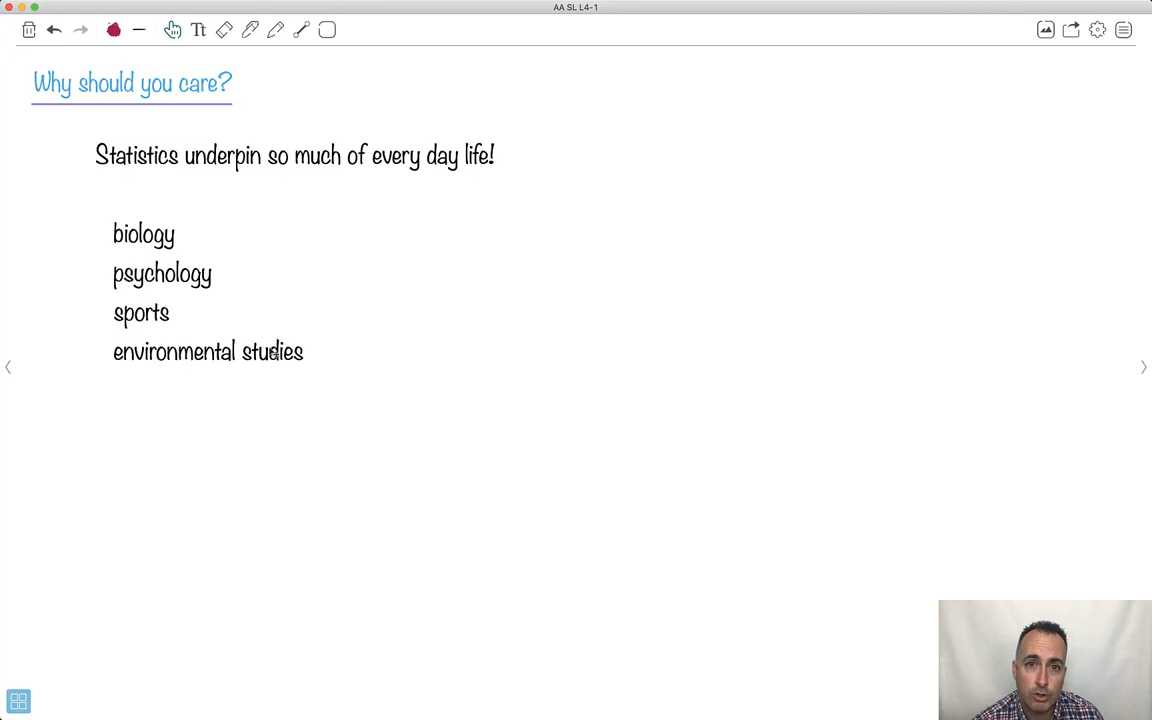 AA SL L4-1
Tt
Why should you care?
Statistics underpin so much of every day life!
biology
psychology
sports
environmental studies